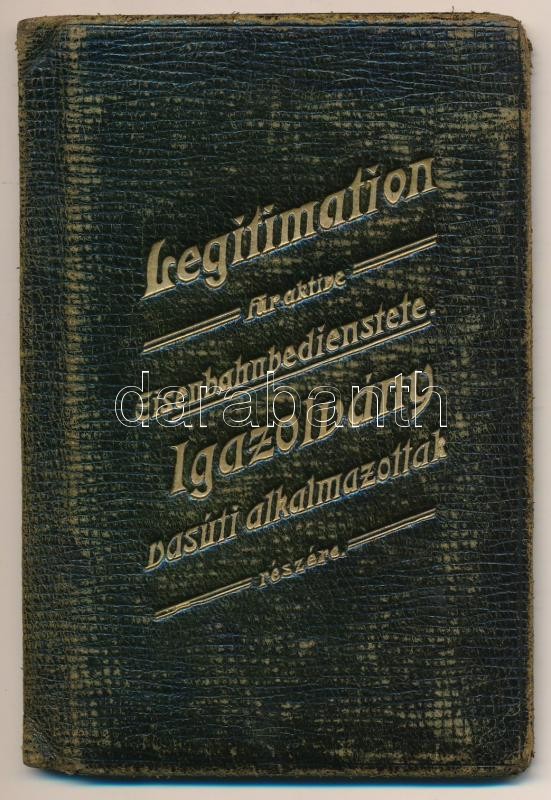 Legitimation
für aktive
Eisenbahnbedienstete.
Igazolvány
vasúti alkalmazottak
részére.
darabanth